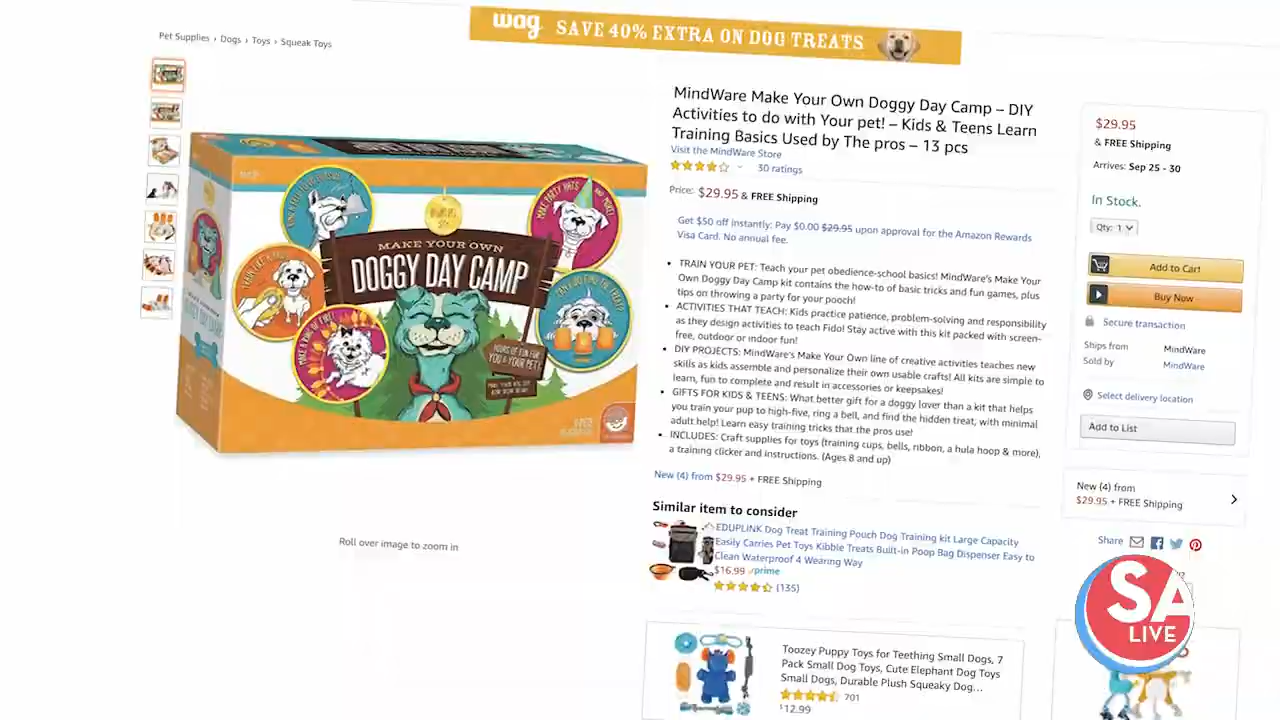 wag SAVE 40% EXTRA ON DOG TREATS
Pet Supplies › Dogs › Toys › Squeak Toys
MAKE YOUR OWN
DOGGY DAY CAMP
HOURS OF FUN FOR
YOU & YOUR PET!
Roll over image to zoom in
MindWare Make Your Own Doggy Day Camp – DIY
Activities to do with Your pet! – Kids & Teens Learn
Training Basics Used by The pros – 13 pcs
Visit the MindWare Store
30 ratings
Price: $29.95 & FREE Shipping
Get $50 off instantly: Pay $0.00 $29.95 upon approval for the Amazon Rewards
Visa Card. No annual fee.
• TRAIN YOUR PET: Teach your pet obedience-school basics! MindWare's Make Your
Own Doggy Day Camp kit contains the how-to of basic tricks and fun games, plus
tips on throwing a party for your pooch!
• ACTIVITIES THAT TEACH: Kids practice patience, problem-solving and responsibility
as they design activities to teach Fido! Stay active with this kit packed with screen-
free, outdoor or indoor fun!
• DIY PROJECTS: MindWare's Make Your Own line of creative activities teaches new
skills as kids assemble and personalize their own usable crafts! All kits are simple to
learn, fun to complete and result in accessories or keepsakes!
• GIFTS FOR KIDS & TEENS: What better gift for a doggy lover than a kit that helps
you train your pup to high-five, ring a bell, and find the hidden treat, with minimal
adult help! Learn easy training tricks that the pros use!
• INCLUDES: Craft supplies for toys (training cups, bells, ribbon, a hula hoop & more),
a training clicker and instructions. (Ages 8 and up)
New (4) from $29.95 + FREE Shipping
Similar item to consider
EDUPLINK Dog Treat Training Pouch Dog Training kit Large Capacity
Easily Carries Pet Toys Kibble Treats Built-in Poop Bag Dispenser Easy to
Clean Waterproof 4 Wearing Way
$16.99 prime
(135)
Toozey Puppy Toys for Teething Small Dogs, 7
Pack Small Dog Toys, Cute Elephant Dog Toys
Small Dogs, Durable Plush Squeaky Dog...
701
$12.99
$29.95
& FREE Shipping
Arrives: Sep 25 - 30
In Stock.
Qty: 1
Add to Cart
Buy Now
Secure transaction
Ships from MindWare
Sold by MindWare
Select delivery location
Add to List
New (4) from
$29.95 + FREE Shipping
Share
SA
LIVE